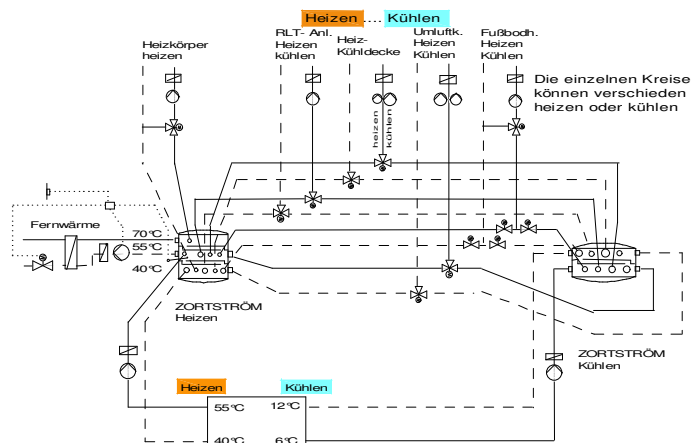 Heizen .... Kühlen
Heizkörper
heizen
RLT- Anl.
Heizen
kühlen
Heiz-
Kühldecke
Umluftk.
Heizen
Kühlen
Fußbodh.
Heizen
Kühlen
Die einzelnen Kreise
können verschieden
heizen oder kühlen
heizen
kühlen
Fernwärme
70°C
55°C
40°C
ZORTSTRÖM
Heizen
ZORTSTRÖM
Kühlen
Heizen
Kühlen
55°C
12°C
40°C
6°C